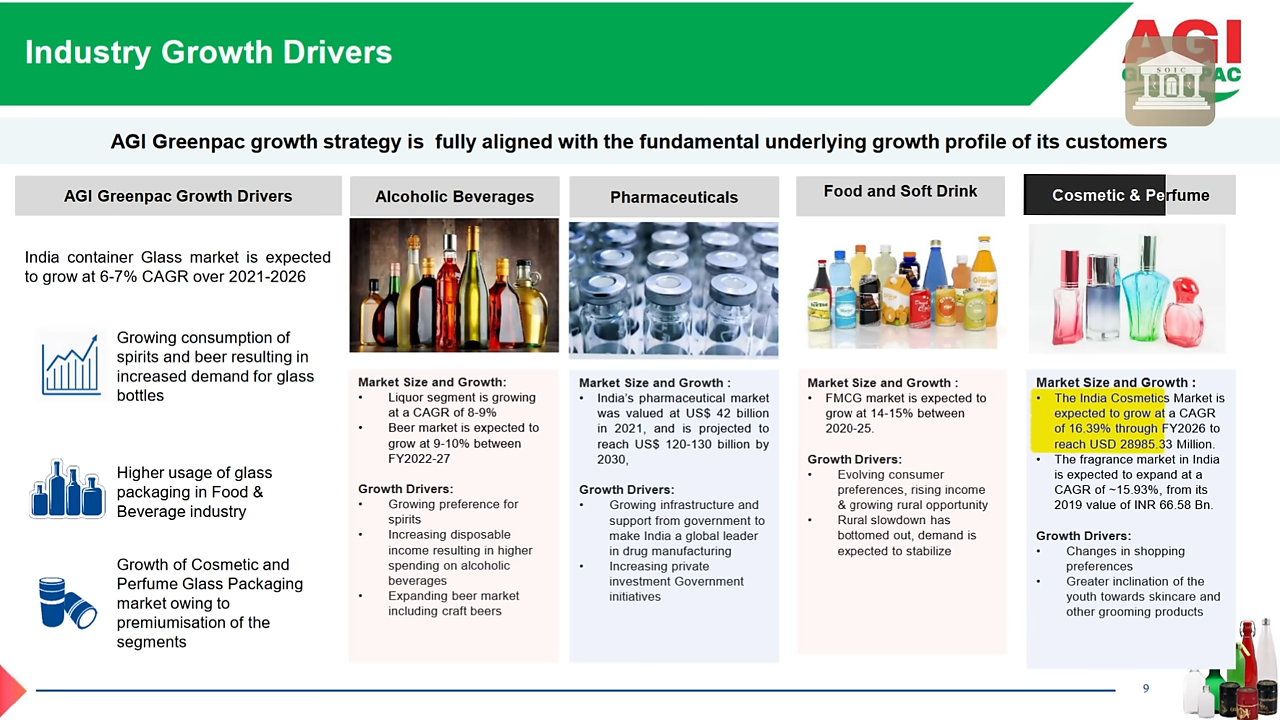 Industry Growth Drivers
AGI
SOIC
PAC
AGI Greenpac growth strategy is fully aligned with the fundamental underlying growth profile of its customers
AGI Greenpac Growth Drivers
India container Glass market is expected
to grow at 6-7% CAGR over 2021-2026
Growing consumption of
spirits and beer resulting in
increased demand for glass
bottles
Higher usage of glass
packaging in Food &
Beverage industry
Growth of Cosmetic and
Perfume Glass Packaging
market owing to
premiumisation of the
segments
Alcoholic Beverages
Market Size and Growth:
• Liquor segment is growing
at a CAGR of 8-9%
• Beer market is expected to
grow at 9-10% between
FY2022-27
Growth Drivers:
• Growing preference for
spirits
• Increasing disposable
income resulting in higher
spending on alcoholic
beverages
• Expanding beer market
including craft beers
Pharmaceuticals
Market Size and Growth :
• India's pharmaceutical market
was valued at US$ 42 billion
in 2021, and is projected to
reach US$ 120-130 billion by
2030,
Growth Drivers:
• Growing infrastructure and
support from government to
make India a global leader
in drug manufacturing
• Increasing private
investment Government
initiatives
Food and Soft Drink
Market Size and Growth :
• FMCG market is expected to
grow at 14-15% between
2020-25.
Growth Drivers:
• Evolving consumer
preferences, rising income
& growing rural opportunity
• Rural slowdown has
bottomed out, demand is
expected to stabilize
Cosmetic & Perfume
Market Size and Growth :
• The India Cosmetics Market is
expected to grow at a CAGR
of 16.39% through FY2026 to
reach USD 28985.33 Million.
• The fragrance market in India
is expected to expand at a
CAGR of ~15.93%, from its
2019 value of INR 66.58 Bn.
Growth Drivers:
• Changes in shopping
preferences
• Greater inclination of the
youth towards skincare and
other grooming products
9